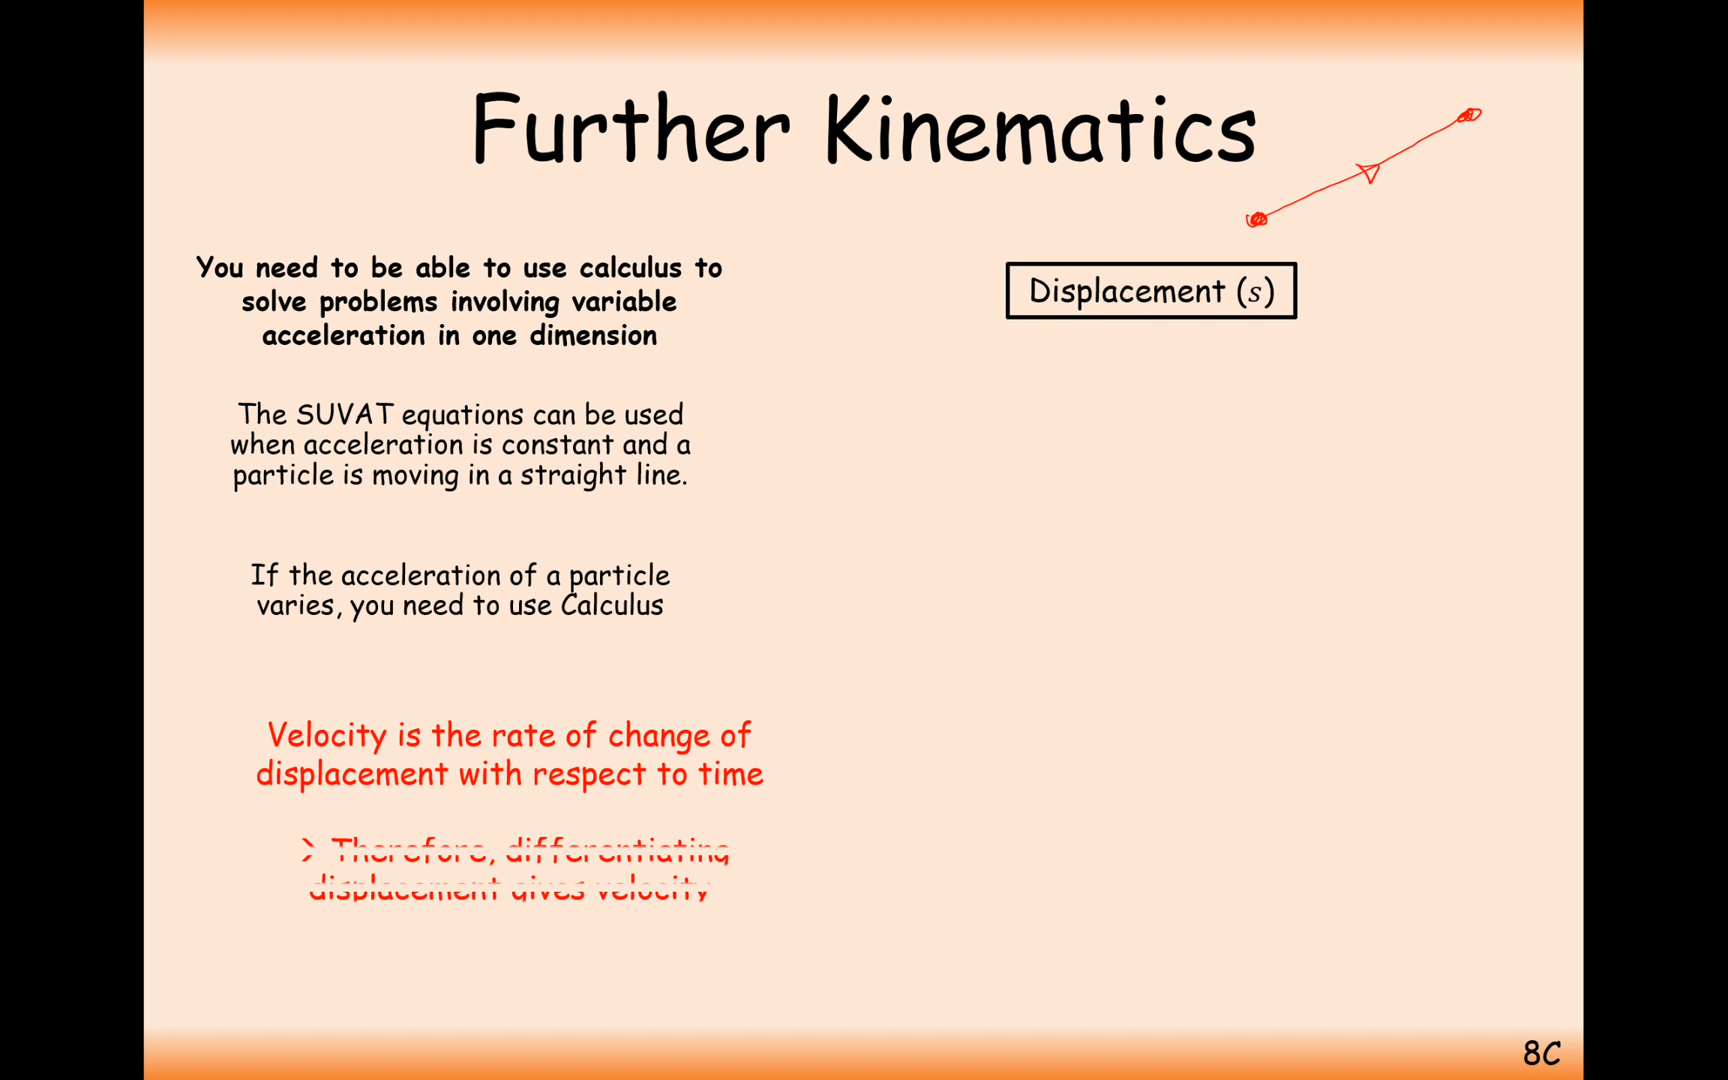 Further Kinematics
You need to be able to use calculus to
solve problems involving variable
acceleration in one dimension
The SUVAT equations can be used
when acceleration is constant and a
particle is moving in a straight line.
If the acceleration of a particle
varies, you need to use Calculus
Velocity is the rate of change of
displacement with respect to time
> Therefore, differentiating
displacement gives velocity
Displacement (s)
8C